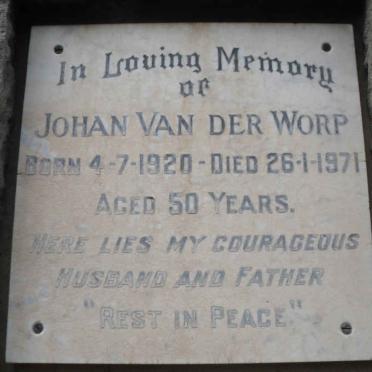 In Loving Memory
of
JOHAN VAN DER WORP
BORN 4-7-1920 - DIED 26-1-1971
AGED 50 YEARS.
HERE LIES MY COURAGEOUS
HUSBAND AND FATHER
"REST IN PEACE."